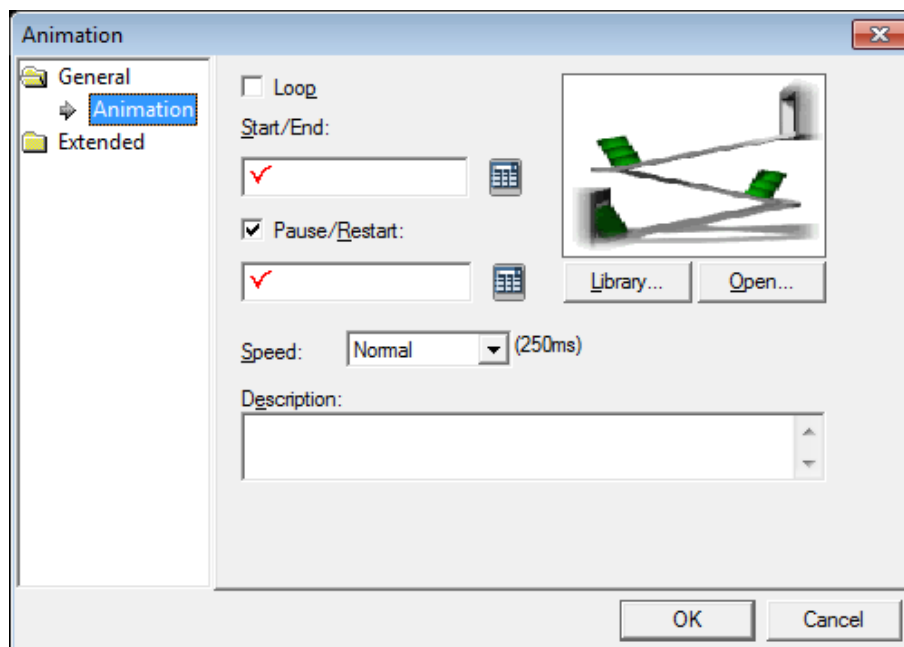 Animation
General
Animation
Extended
Loop
Start/End:
Pause/Restart:
Library... Open...
Speed: Normal (250ms)
Description:
OK Cancel